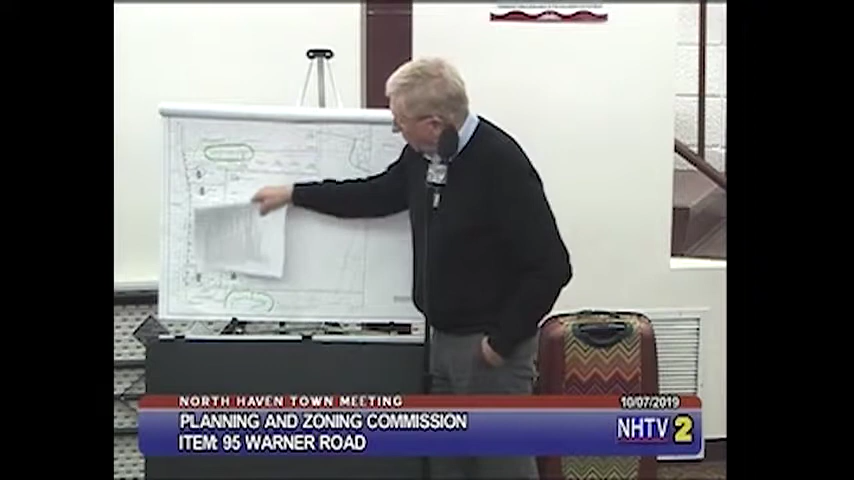 NORTH HAVEN TOWN MEETING
10/07/2019
PLANNING AND ZONING COMMISSION
ITEM: 95 WARNER ROAD
NHTV 2